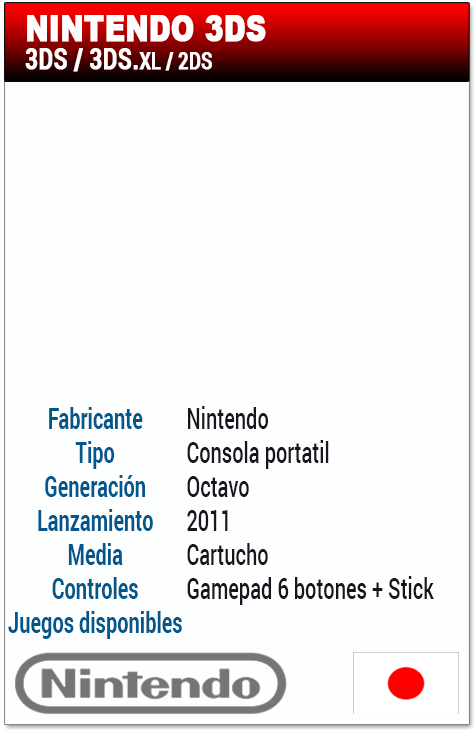 NINTENDO 3DS
3DS / 3DS.XL / 2DS
Fabricante Nintendo
Tipo Consola portatil
Generación Octavo
Lanzamiento 2011
Media Cartucho
Controles Gamepad 6 botones + Stick
Juegos disponibles
Nintendo